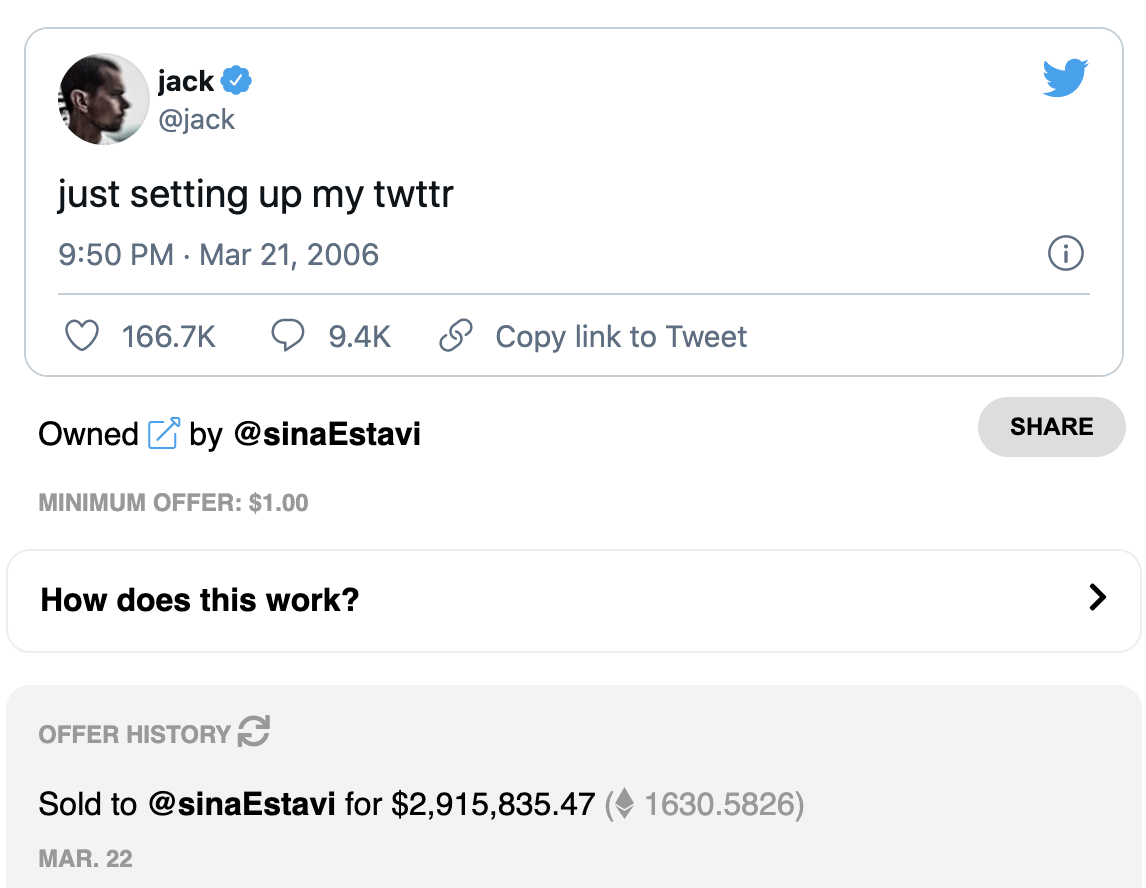 jack
@jack
just setting up my twttr
9:50 PM · Mar 21, 2006
166.7K 9.4K Copy link to Tweet
Owned by @sinaEstavi
SHARE
MINIMUM OFFER: $1.00
How does this work?
OFFER HISTORY
Sold to @sinaEstavi for $2,915,835.47 (1630.5826)
MAR. 22